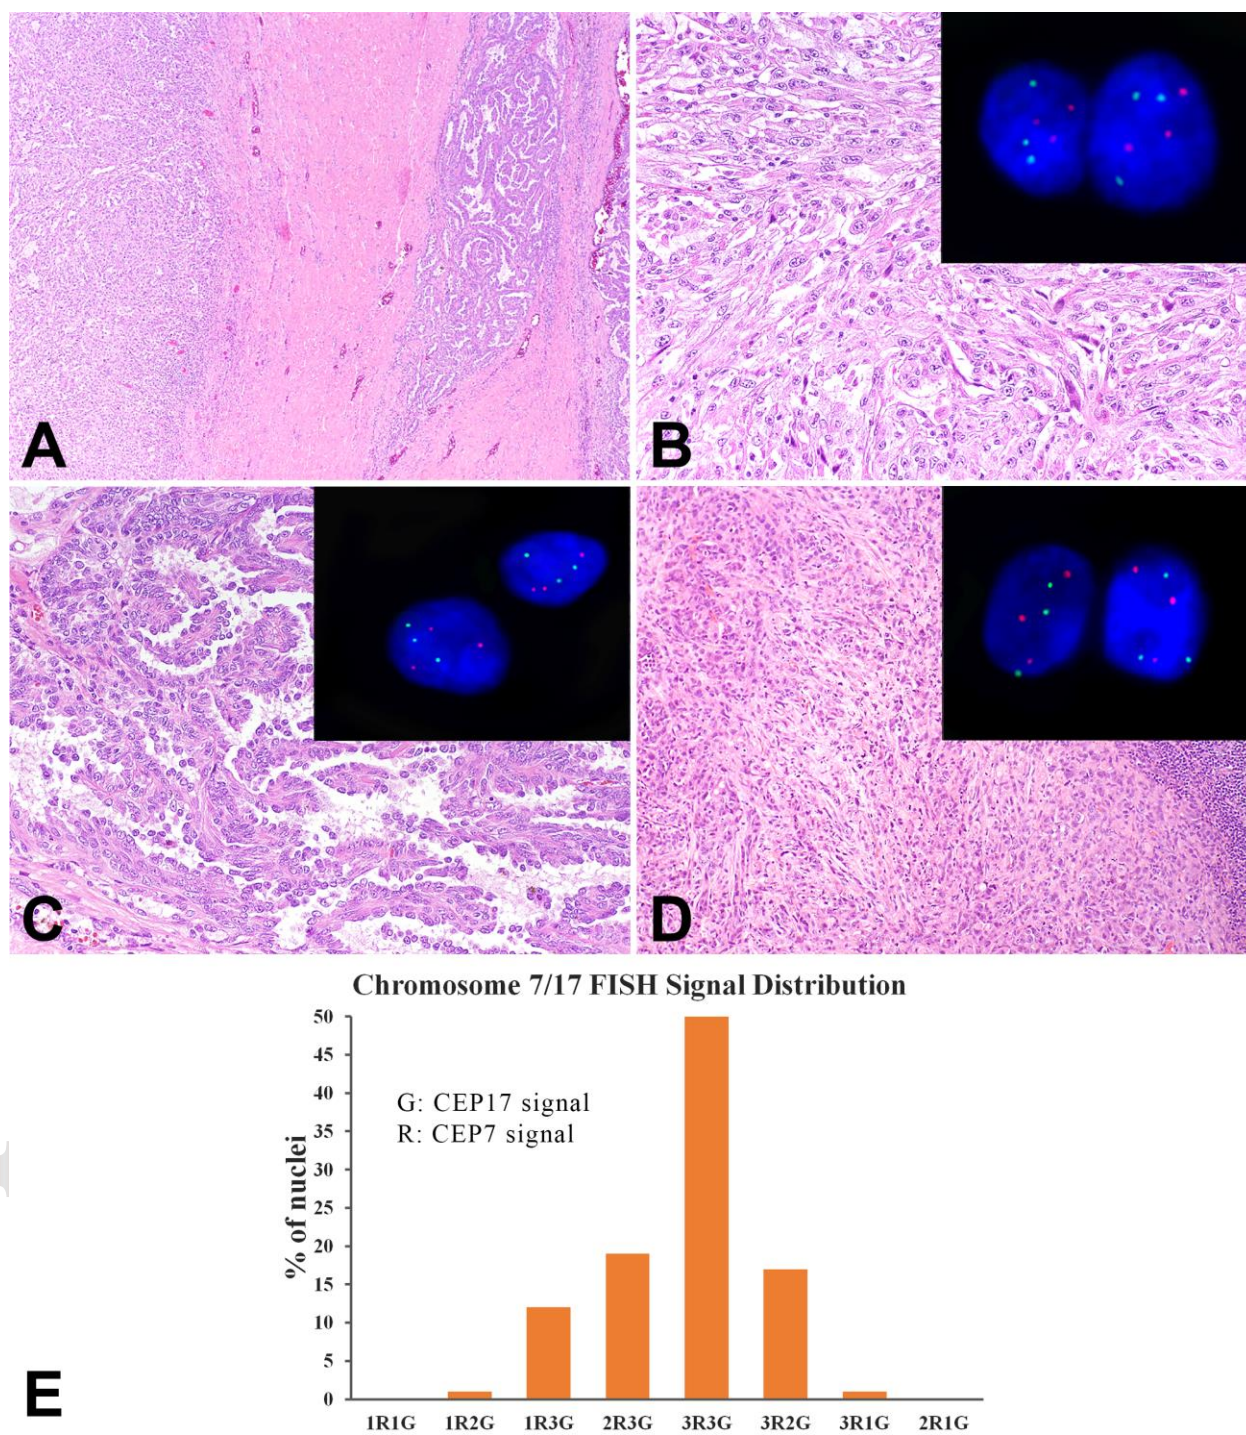 A
B
C
D
Chromosome 7/17 FISH Signal Distribution
50
45
40
35
30
25
20
15
10
5
0
% of nuclei
G: CEP17 signal
R: CEP7 signal
1R1G 1R2G 1R3G 2R3G 3R3G 3R2G 3R1G 2R1G
E